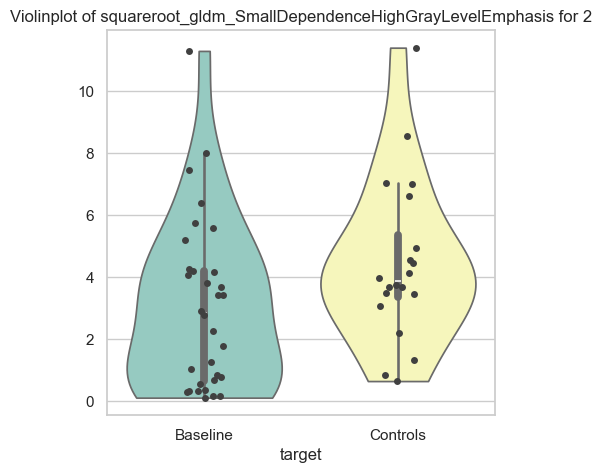 Violinplot of squareroot_gldm_SmallDependenceHighGrayLevelEmphasis for 2
10
8
6
4
2
0
Baseline Controls
target